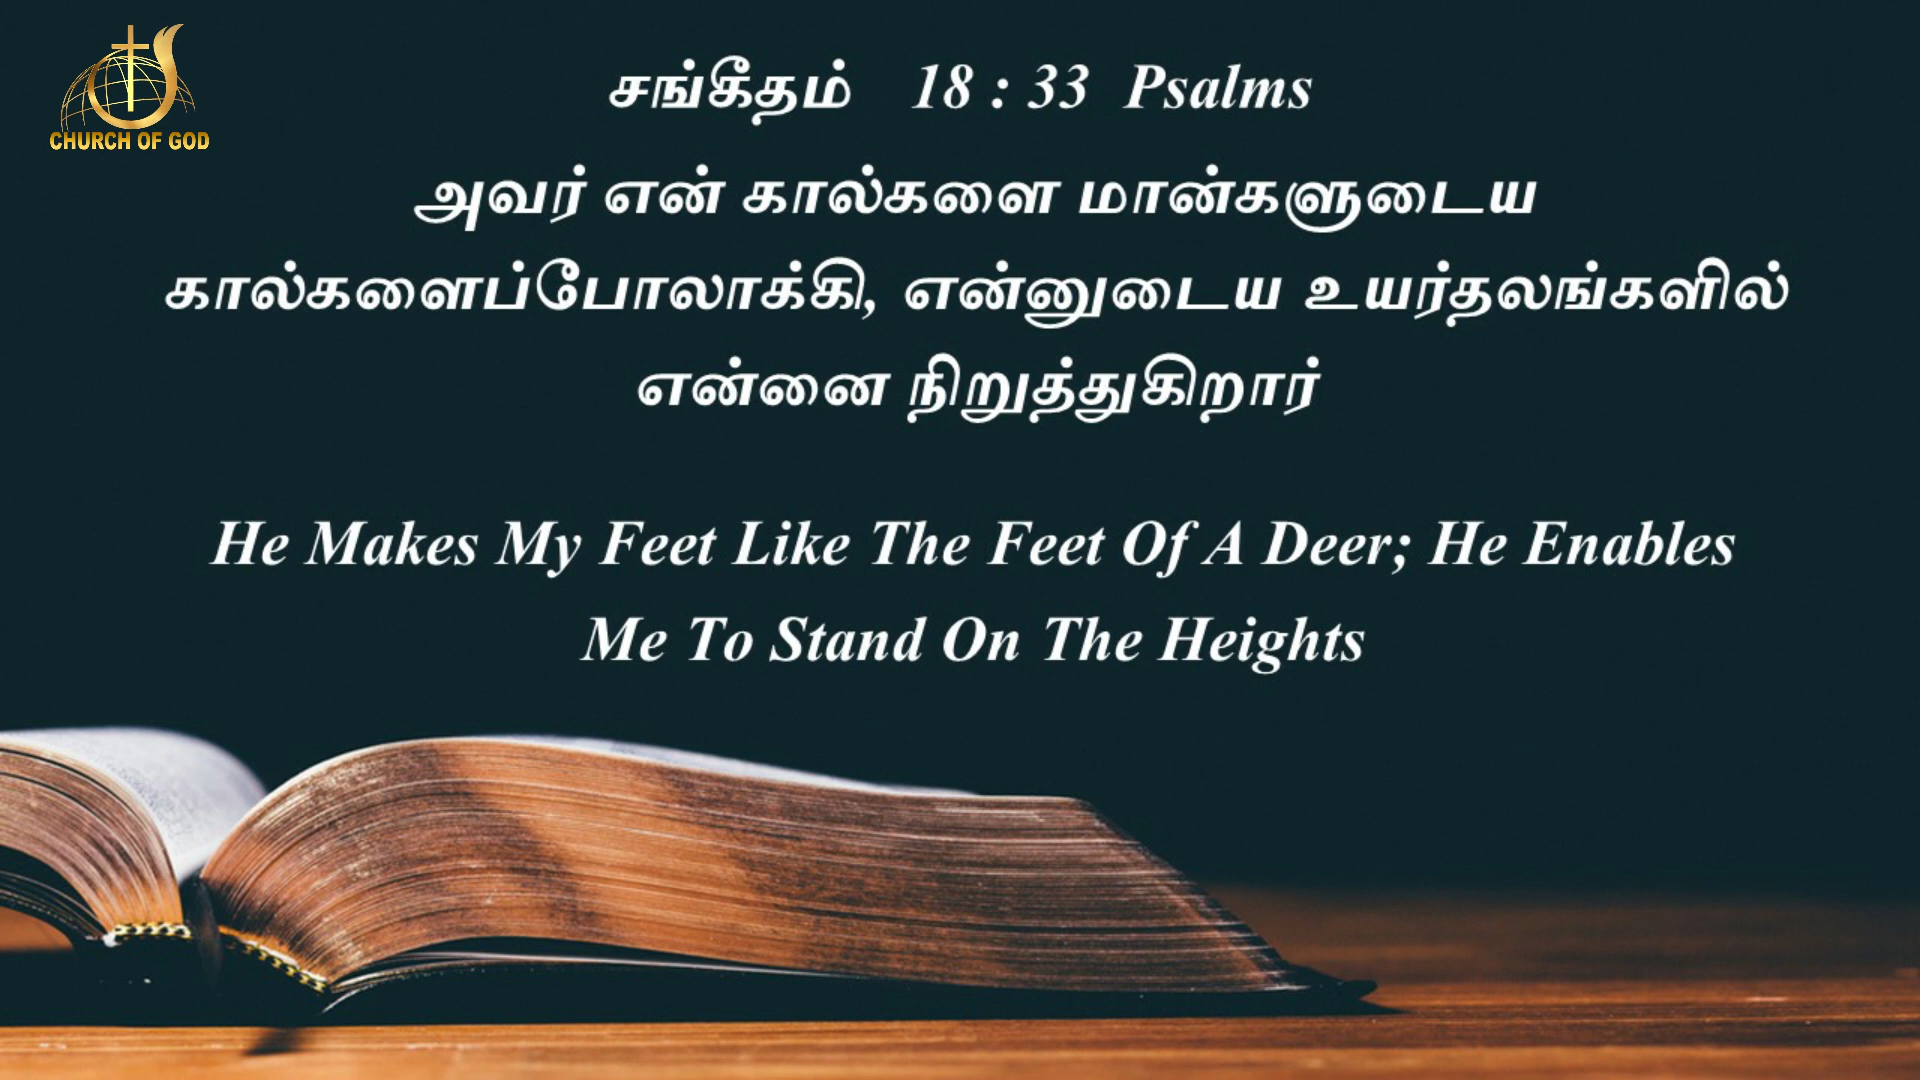 CHURCH OF GOD
சங்கீதம் 18 : 33 Psalms
அவர் என் கால்களை மான்களுடைய
கால்களைப்போலாக்கி, என்னுடைய உயர்தலங்களில்
என்னை நிறுத்துகிறார்
He Makes My Feet Like The Feet Of A Deer; He Enables
Me To Stand On The Heights